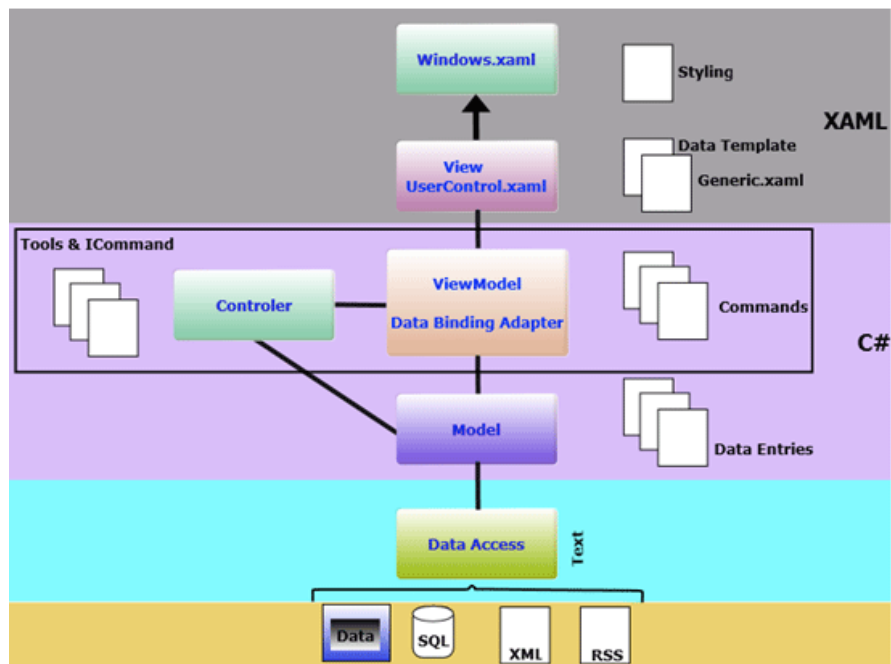 Windows.xaml
Styling
XAML
View
UserControl.xaml
Data Template
Generic.xaml
Tools & ICommand
Controler
ViewModel
Data Binding Adapter
Commands
C#
Model
Data Entries
Data Access
Text
Data
SQL
XML
RSS